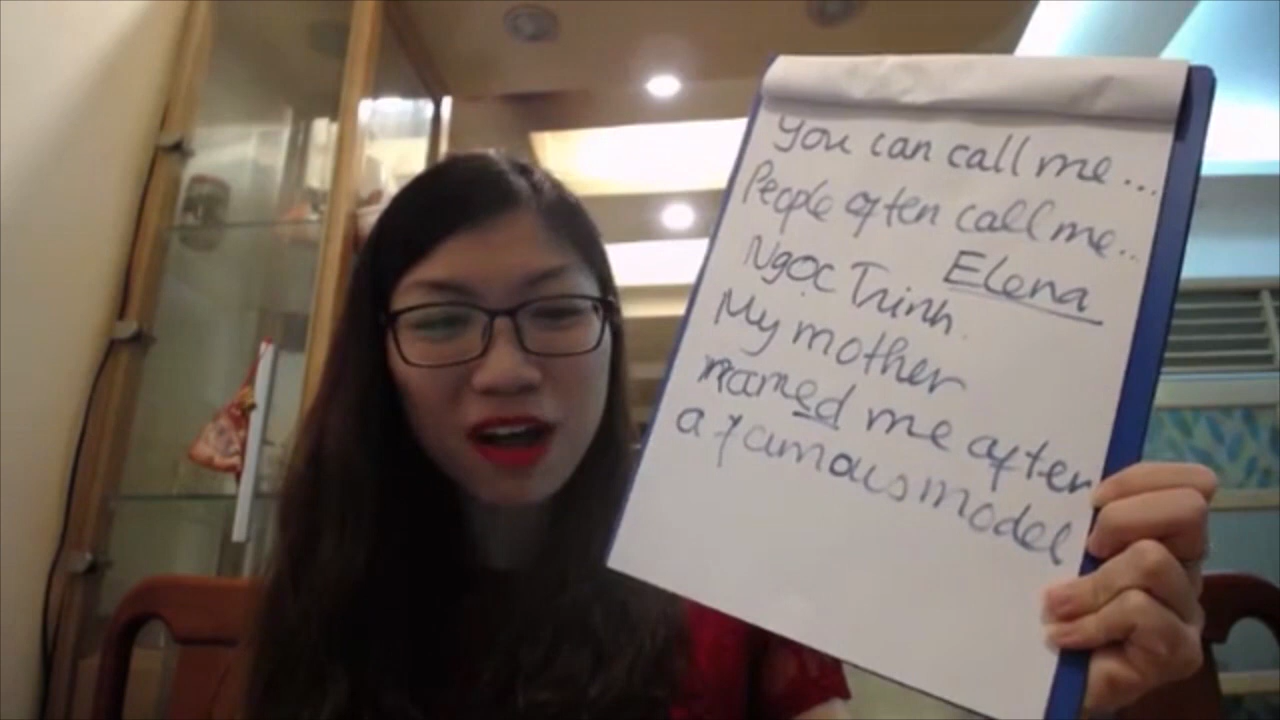 You can call me...
People often call me...
Elena
Ngọc Trinh.
My mother
named me after
a famous model